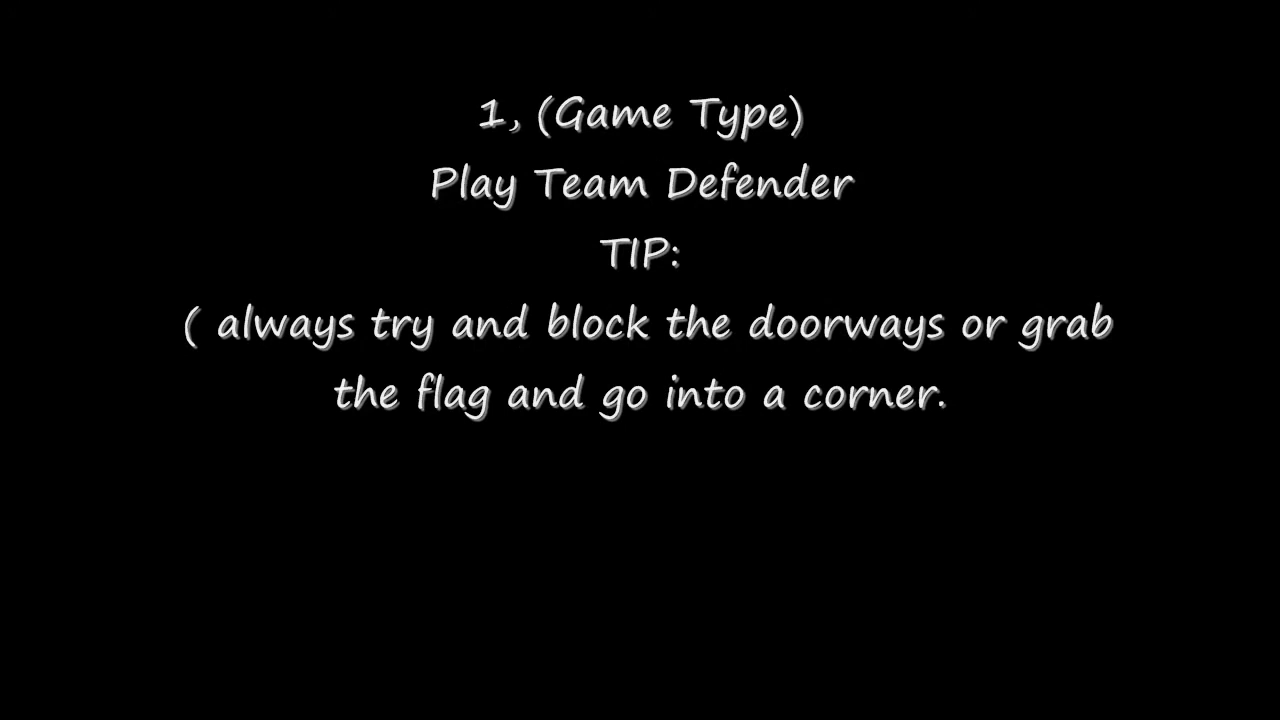 1, (Game Type)
Play Team Defender
TIP:
( always try and block the doorways or grab
the flag and go into a corner.